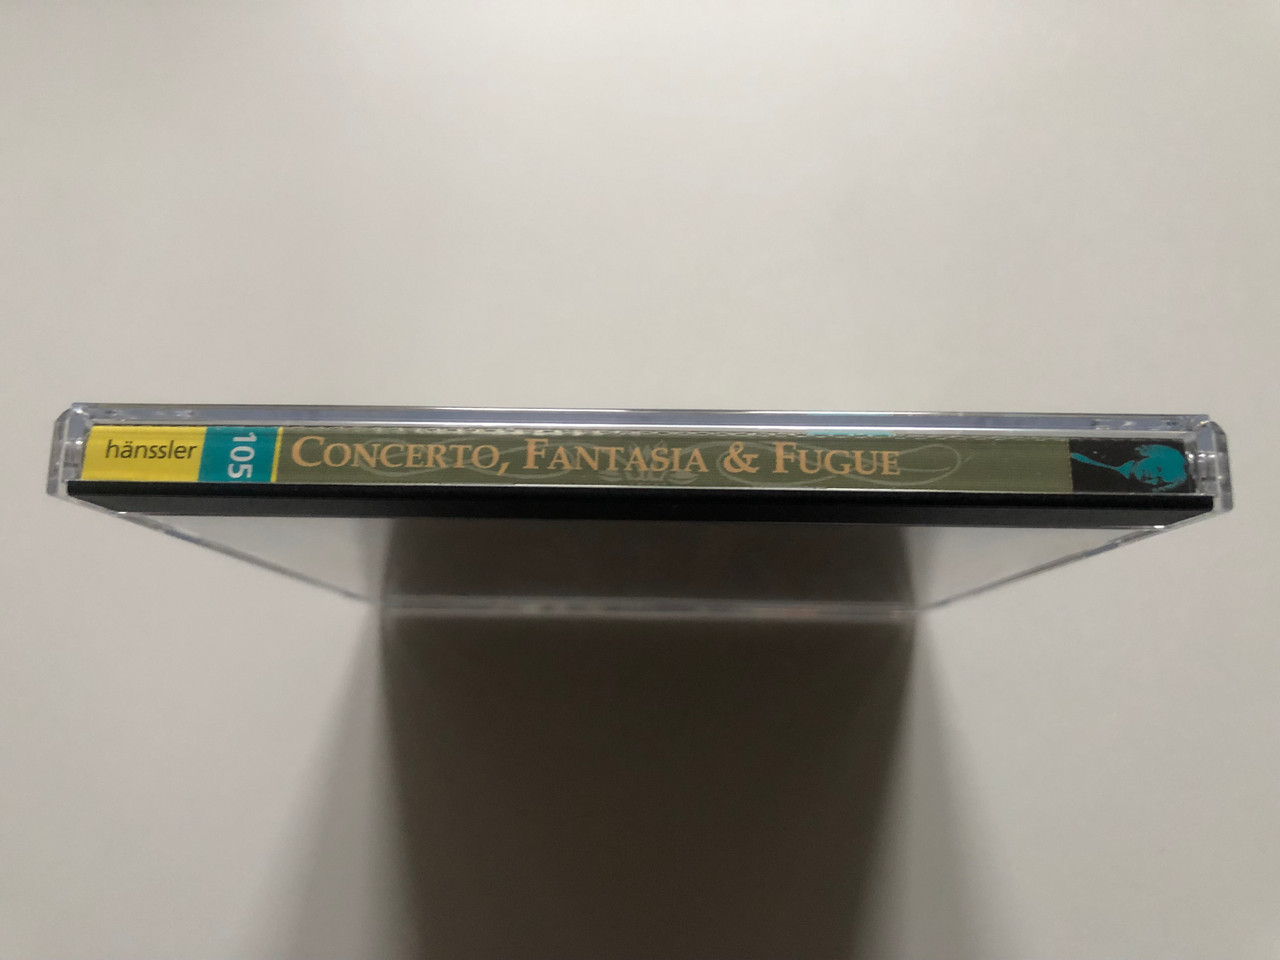 hänssler
105
CONCERTO, FANTASIA & FUGUE